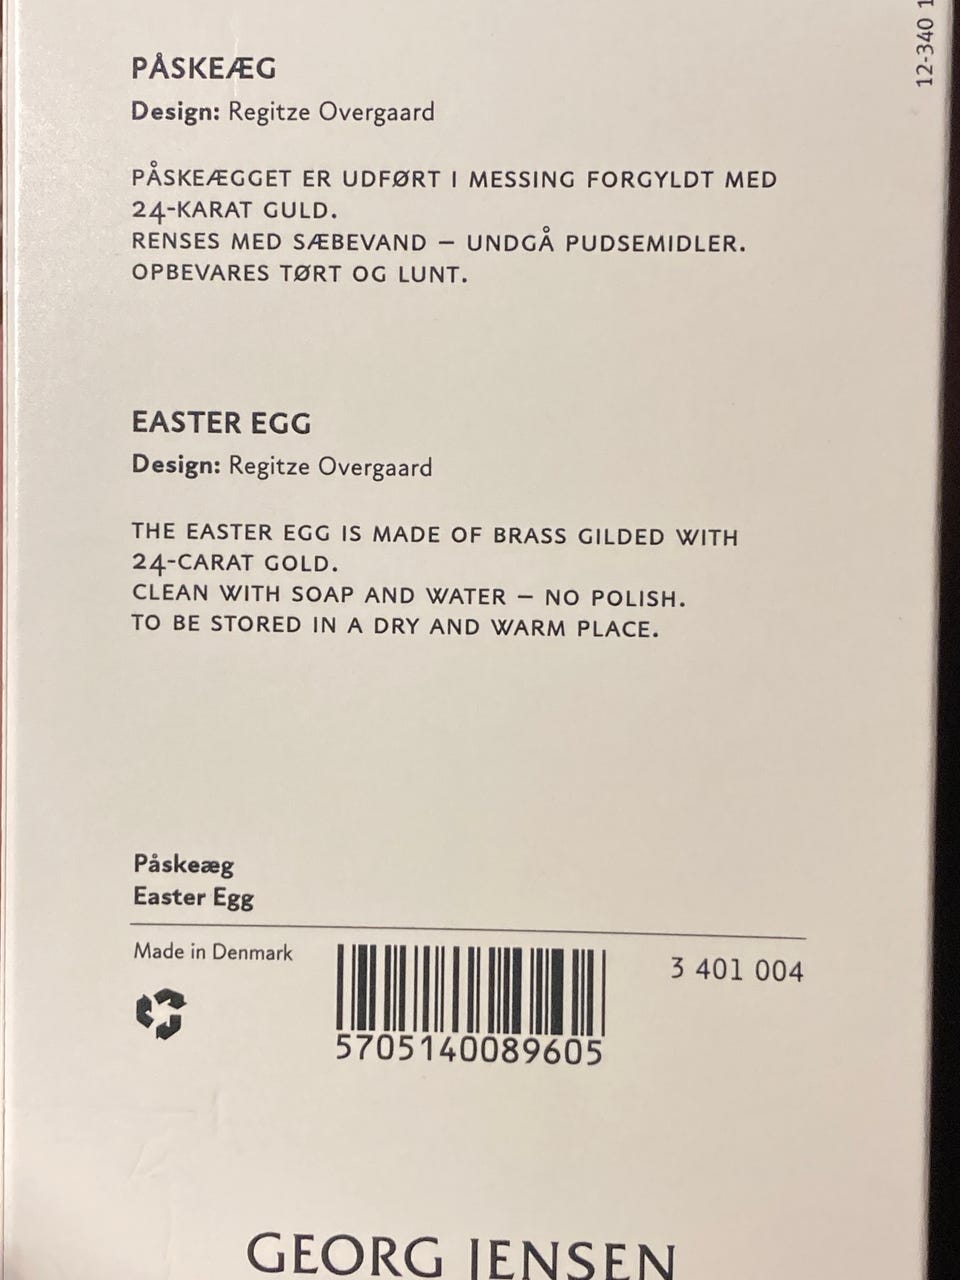 PÅSKEÆG
Design: Regitze Overgaard
PÅSKEÆGGET ER UDFØRT I MESSING FORGYLDT MED
24-KARAT GULD.
RENSES MED SÆBEVAND – UNDGÅ PUDSEMIDLER.
OPBEVARES TØRT OG LUNT.
EASTER EGG
Design: Regitze Overgaard
THE EASTER EGG IS MADE OF BRASS GILDED WITH
24-CARAT GOLD.
CLEAN WITH SOAP AND WATER – NO POLISH.
TO BE STORED IN A DRY AND WARM PLACE.
Påskeæg
Easter Egg
Made in Denmark
3 401 004
5705140089605
GEORG JENSEN
12-340